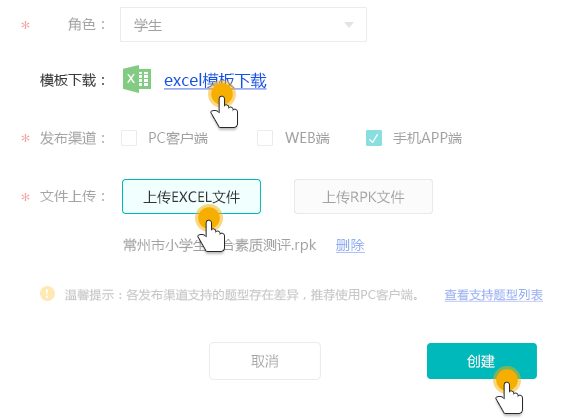 * 角色： 学生
模板下载： excel模板下载
* 发布渠道： PC客户端 WEB端 手机APP端
* 文件上传： 上传EXCEL文件 上传RPK文件
常州市小学生 合素质测评.rpk 删除
温馨提示：各发布渠道支持的题型存在差异，推荐使用PC客户端。 查看支持题型列表
取消 创建